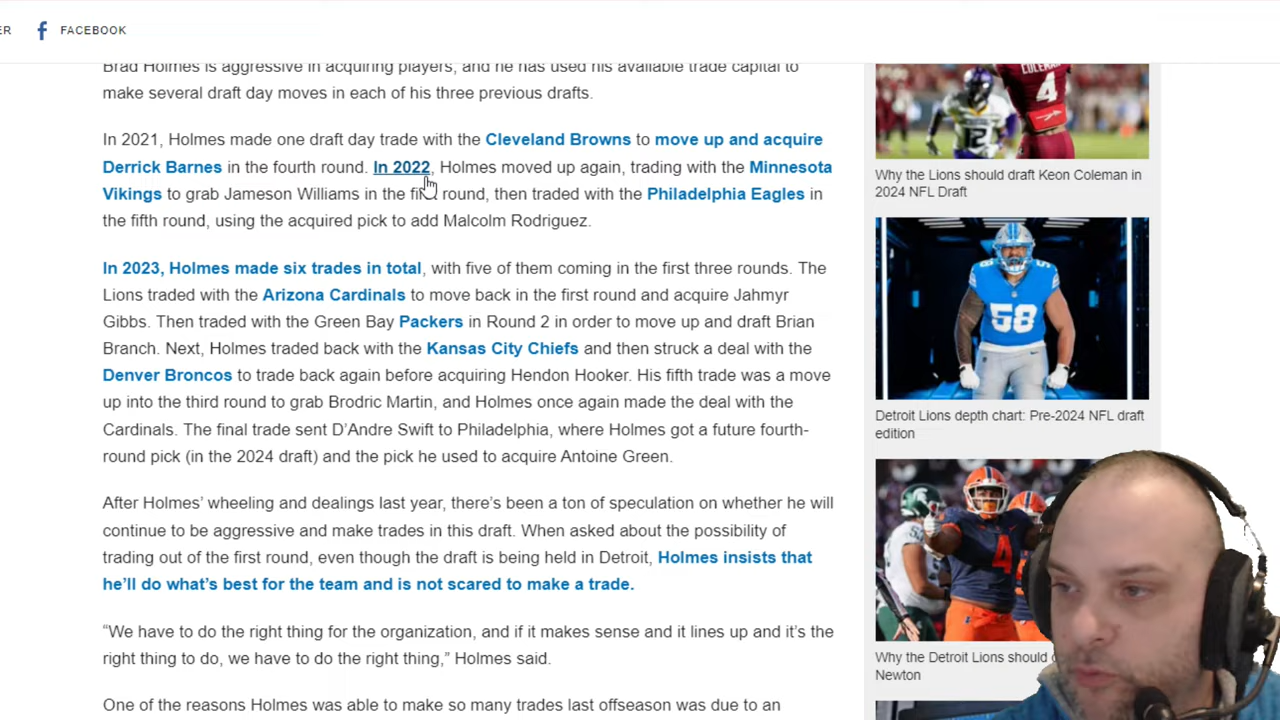 ER
FACEBOOK
Brad Holmes is aggressive in acquiring players, and he has used his available trade capital to
make several draft day moves in each of his three previous drafts.
In 2021, Holmes made one draft day trade with the Cleveland Browns to move up and acquire
Derrick Barnes in the fourth round. In 2022, Holmes moved up again, trading with the Minnesota
Vikings to grab Jameson Williams in the first round, then traded with the Philadelphia Eagles in
the fifth round, using the acquired pick to add Malcolm Rodriguez.
In 2023, Holmes made six trades in total, with five of them coming in the first three rounds. The
Lions traded with the Arizona Cardinals to move back in the first round and acquire Jahmyr
Gibbs. Then traded with the Green Bay Packers in Round 2 in order to move up and draft Brian
Branch. Next, Holmes traded back with the Kansas City Chiefs and then struck a deal with the
Denver Broncos to trade back again before acquiring Hendon Hooker. His fifth trade was a move
up into the third round to grab Brodric Martin, and Holmes once again made the deal with the
Cardinals. The final trade sent D’Andre Swift to Philadelphia, where Holmes got a future fourth-
round pick (in the 2024 draft) and the pick he used to acquire Antoine Green.
After Holmes’ wheeling and dealings last year, there’s been a ton of speculation on whether he will
continue to be aggressive and make trades in this draft. When asked about the possibility of
trading out of the first round, even though the draft is being held in Detroit, Holmes insists that
he’ll do what’s best for the team and is not scared to make a trade.
“We have to do the right thing for the organization, and if it makes sense and it lines up and it’s the
right thing to do, we have to do the right thing,” Holmes said.
One of the reasons Holmes was able to make so many trades last offseason was due to an
COLEMAN
4
12
Why the Lions should draft Keon Coleman in
2024 NFL Draft
58
58
Detroit Lions depth chart: Pre-2024 NFL draft
edition
4
Why the Detroit Lions should
Newton